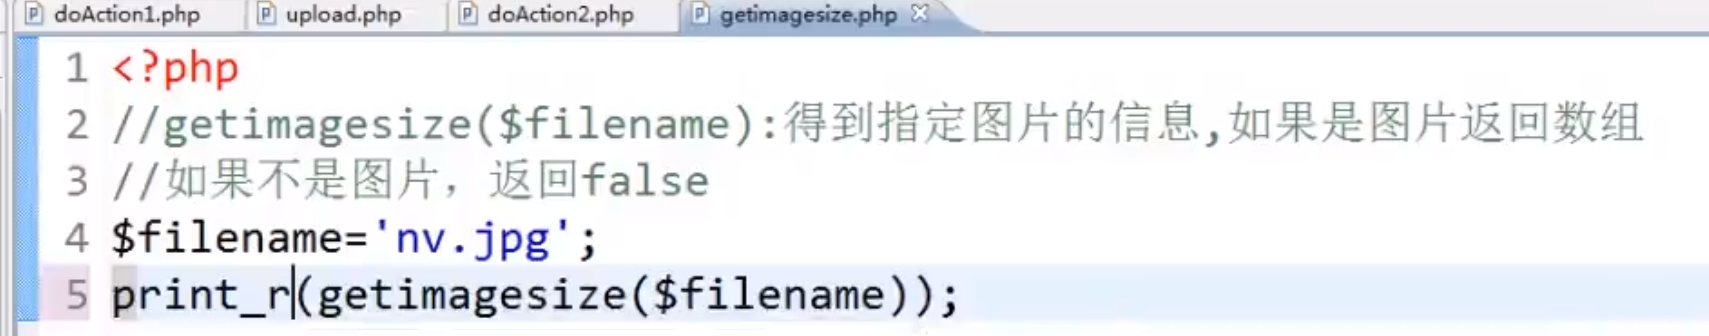 doAction1.php upload.php doAction2.php getimagesize.php
1 <?php
2 //getimagesize($filename):得到指定图片的信息,如果是图片返回数组
3 //如果不是图片，返回false
4 $filename='nv.jpg';
5 print_r(getimagesize($filename));